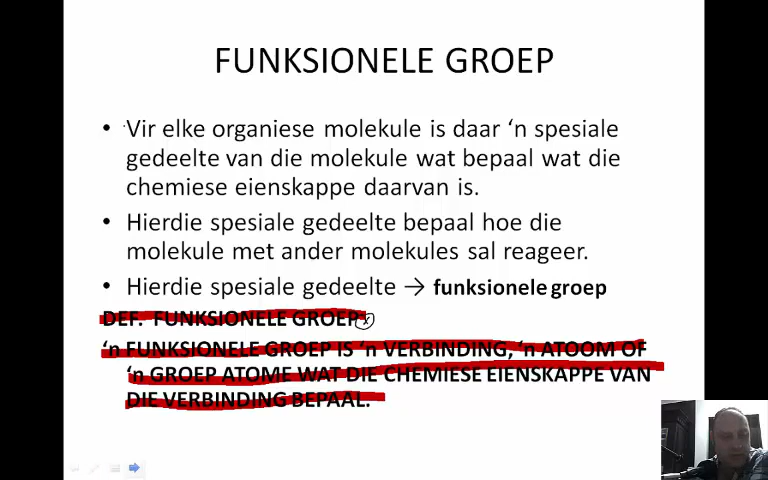 FUNKSIONELE GROEP
• Vir elke organiese molekule is daar ‘n spesiale
gedeelte van die molekule wat bepaal wat die
chemiese eienskappe daarvan is.
• Hierdie spesiale gedeelte bepaal hoe die
molekule met ander molekules sal reageer.
• Hierdie spesiale gedeelte → funksionele groep
DEF. FUNKSIONELE GROEP
‘n FUNKSIONELE GROEP IS ‘n VERBINDING, ‘n ATOOM OF
‘n GROEP ATOME WAT DIE CHEMIESE EIENSKAPPE VAN
DIE VERBINDING BEPAAL.